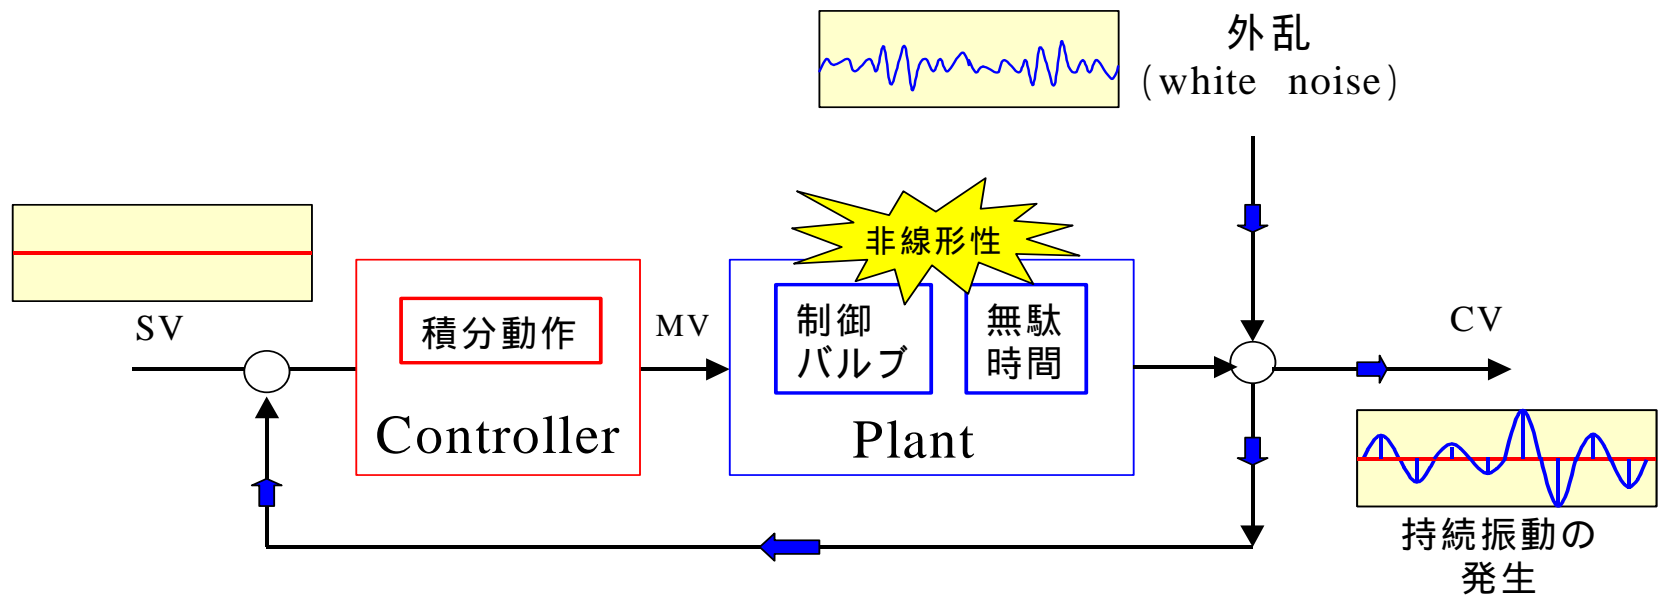 外乱
(white noise)
非線形性
SV
積分動作
MV
制御
バルブ
無駄
時間
CV
Controller
Plant
持続振動の
発生